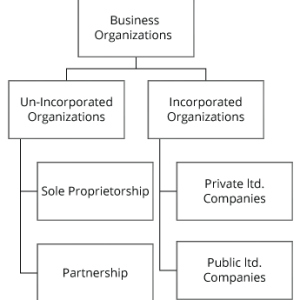 Business
Organizations
Un-Incorporated
Organizations
Incorporated
Organizations
Sole Proprietorship
Private ltd.
Companies
Partnership
Public ltd.
Companies